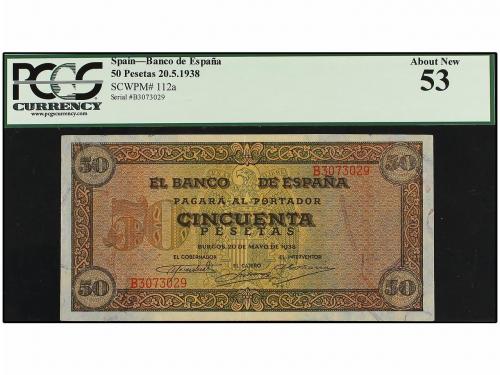 PCGS
CURRENCY
www.pcgscurrency.com
Spain—Banco de España
50 Pesetas 20.5.1938
SCWPM# 112a
Serial #B3073029
About New
53
50
50
B3073029
EL BANCO DE ESPAÑA
PAGARÁ AL PORTADOR
50
CINCUENTA
PESETAS
BURGOS, 20 DE MAYO DE 1938
EL GOBERNADOR
EL CAJERO
EL INTERVENTOR
B3073029
50
50